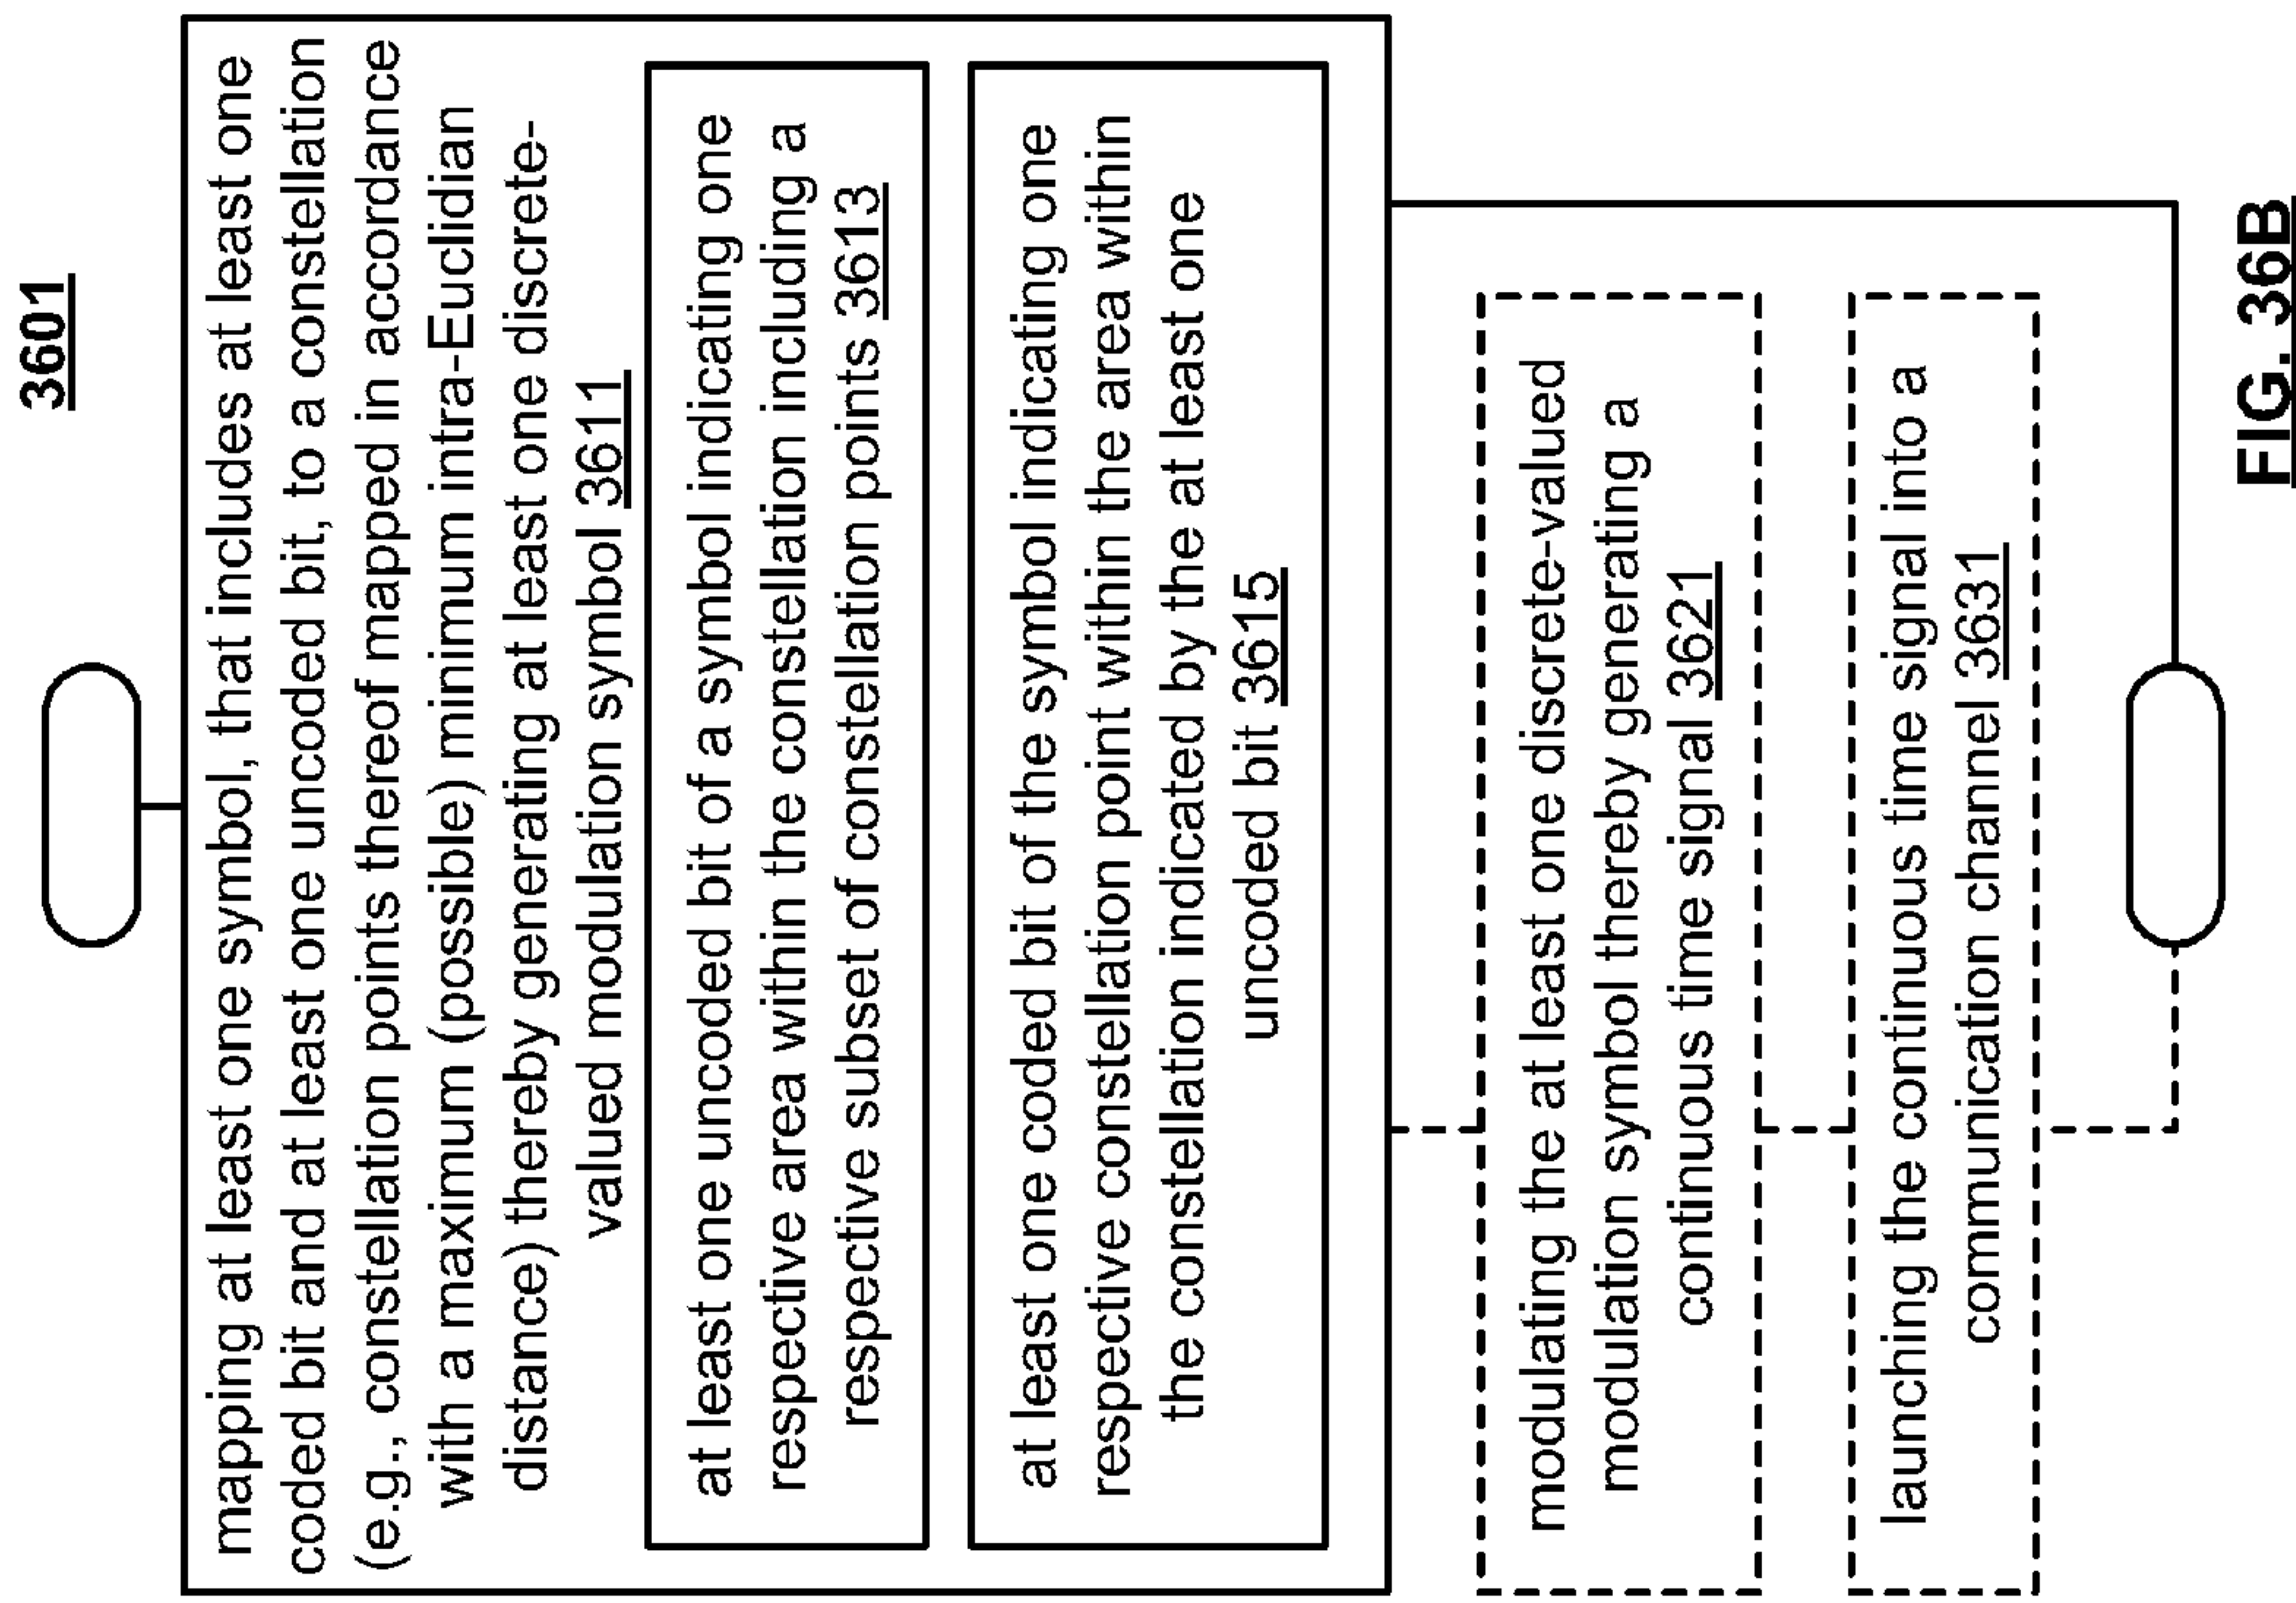 3601
mapping at least one symbol, that includes at least one
coded bit and at least one uncoded bit, to a constellation
(e.g., constellation points thereof mapped in accordance
with a maximum (possible) minimum intra-Euclidian
distance) thereby generating at least one discrete-
valued modulation symbol 3611
at least one uncoded bit of a symbol indicating one
respective area within the constellation including a
respective subset of constellation points 3613
at least one coded bit of the symbol indicating one
respective constellation point within the area within
the constellation indicated by the at least one
uncoded bit 3615
modulating the at least one discrete-valued
modulation symbol thereby generating a
continuous time signal 3621
launching the continuous time signal into a
communication channel 3631
FIG. 36B